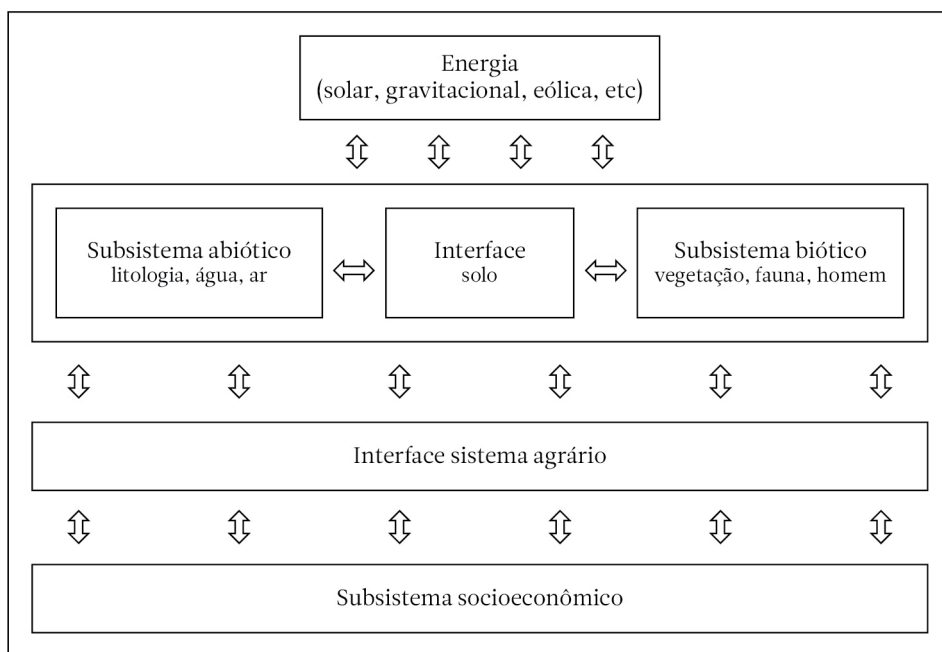 Energia
(solar, gravitacional, eólica, etc)
Subsistema abiótico
litologia, água, ar
Interface
solo
Subsistema biótico
vegetação, fauna, homem
Interface sistema agrário
Subsistema socioeconômico